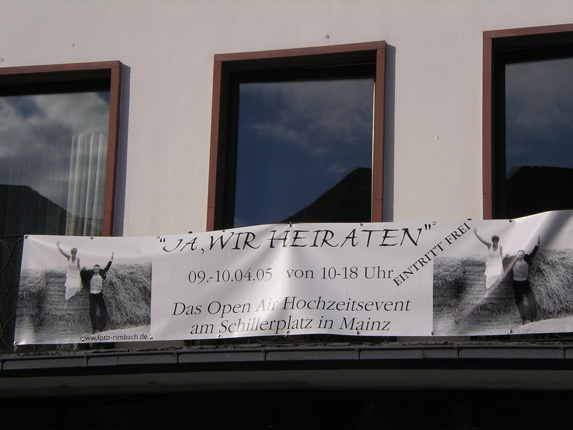 "JA, WIR HEIRATEN"
EINTRITT FREI
09.-10.04.05 von 10-18 Uhr
Das Open Air Hochzeitsevent
am Schillerplatz in Mainz
www.foto-rimbach.de